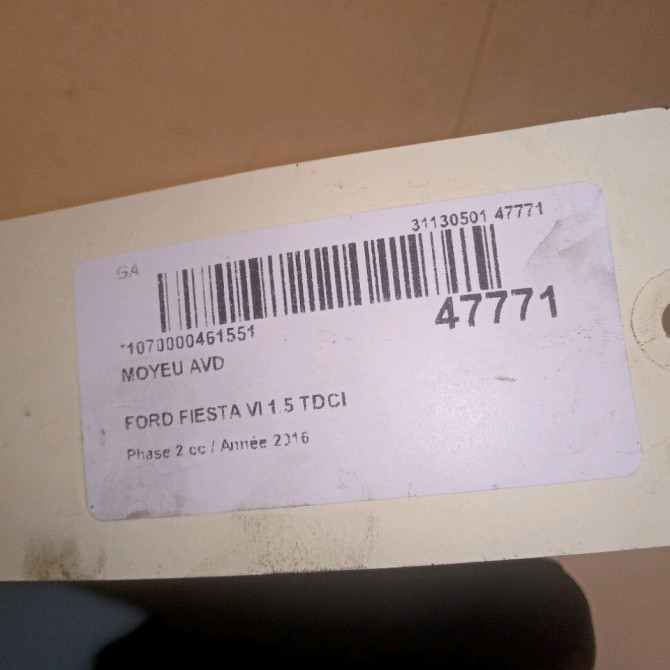 31130501 47771
GA
47771
*1070000461551
MOYEU AVD
FORD FIESTA VI 1.5 TDCI
Phase 2 cc / Année 2016